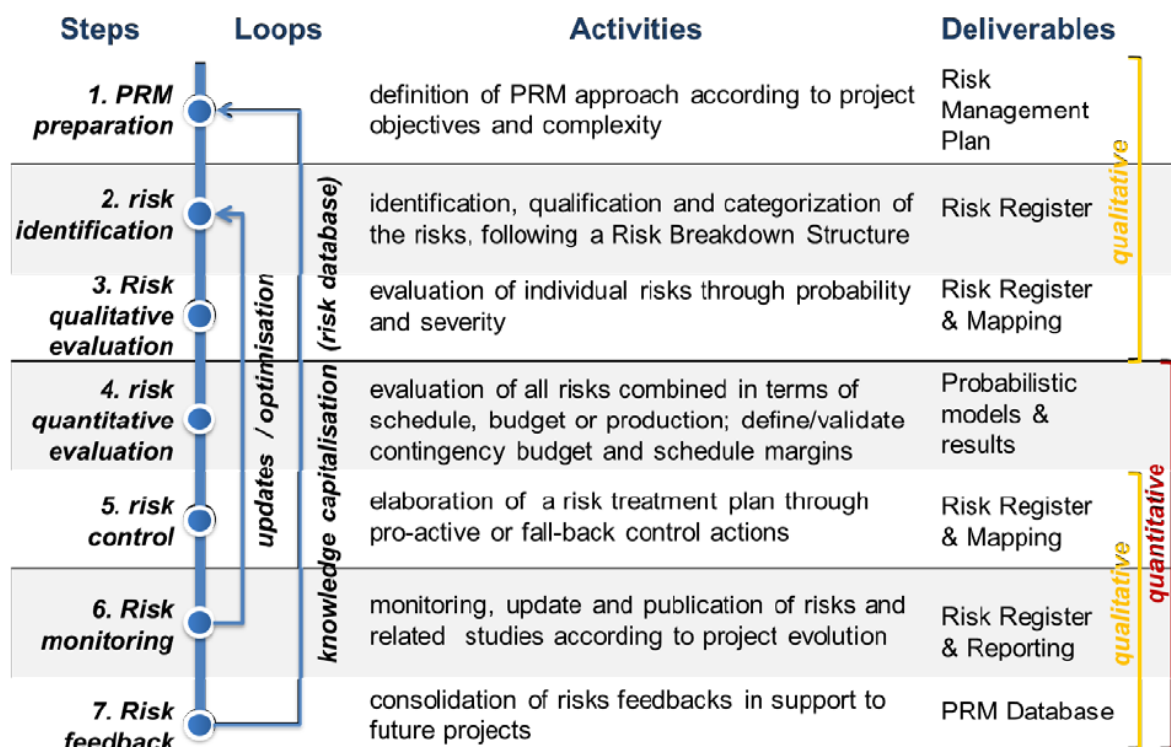 Steps
Loops
Activities
Deliverables
1. PRM
preparation
definition of PRM approach according to project
objectives and complexity
Risk
Management
Plan
2. risk
identification
identification, qualification and categorization of
the risks, following a Risk Breakdown Structure
Risk Register
3. Risk
qualitative
evaluation
evaluation of individual risks through probability
and severity
Risk Register
& Mapping
4. risk
quantitative
evaluation
evaluation of all risks combined in terms of
schedule, budget or production; define/validate
contingency budget and schedule margins
Probabilistic
models &
results
5. risk
control
elaboration of a risk treatment plan through
pro-active or fall-back control actions
Risk Register
& Mapping
6. Risk
monitoring
monitoring, update and publication of risks and
related studies according to project evolution
Risk Register
& Reporting
7. Risk
feedback
consolidation of risks feedbacks in support to
future projects
PRM Database
updates / optimisation
knowledge capitalisation (risk database)
qualitative
qualitative
quantitative